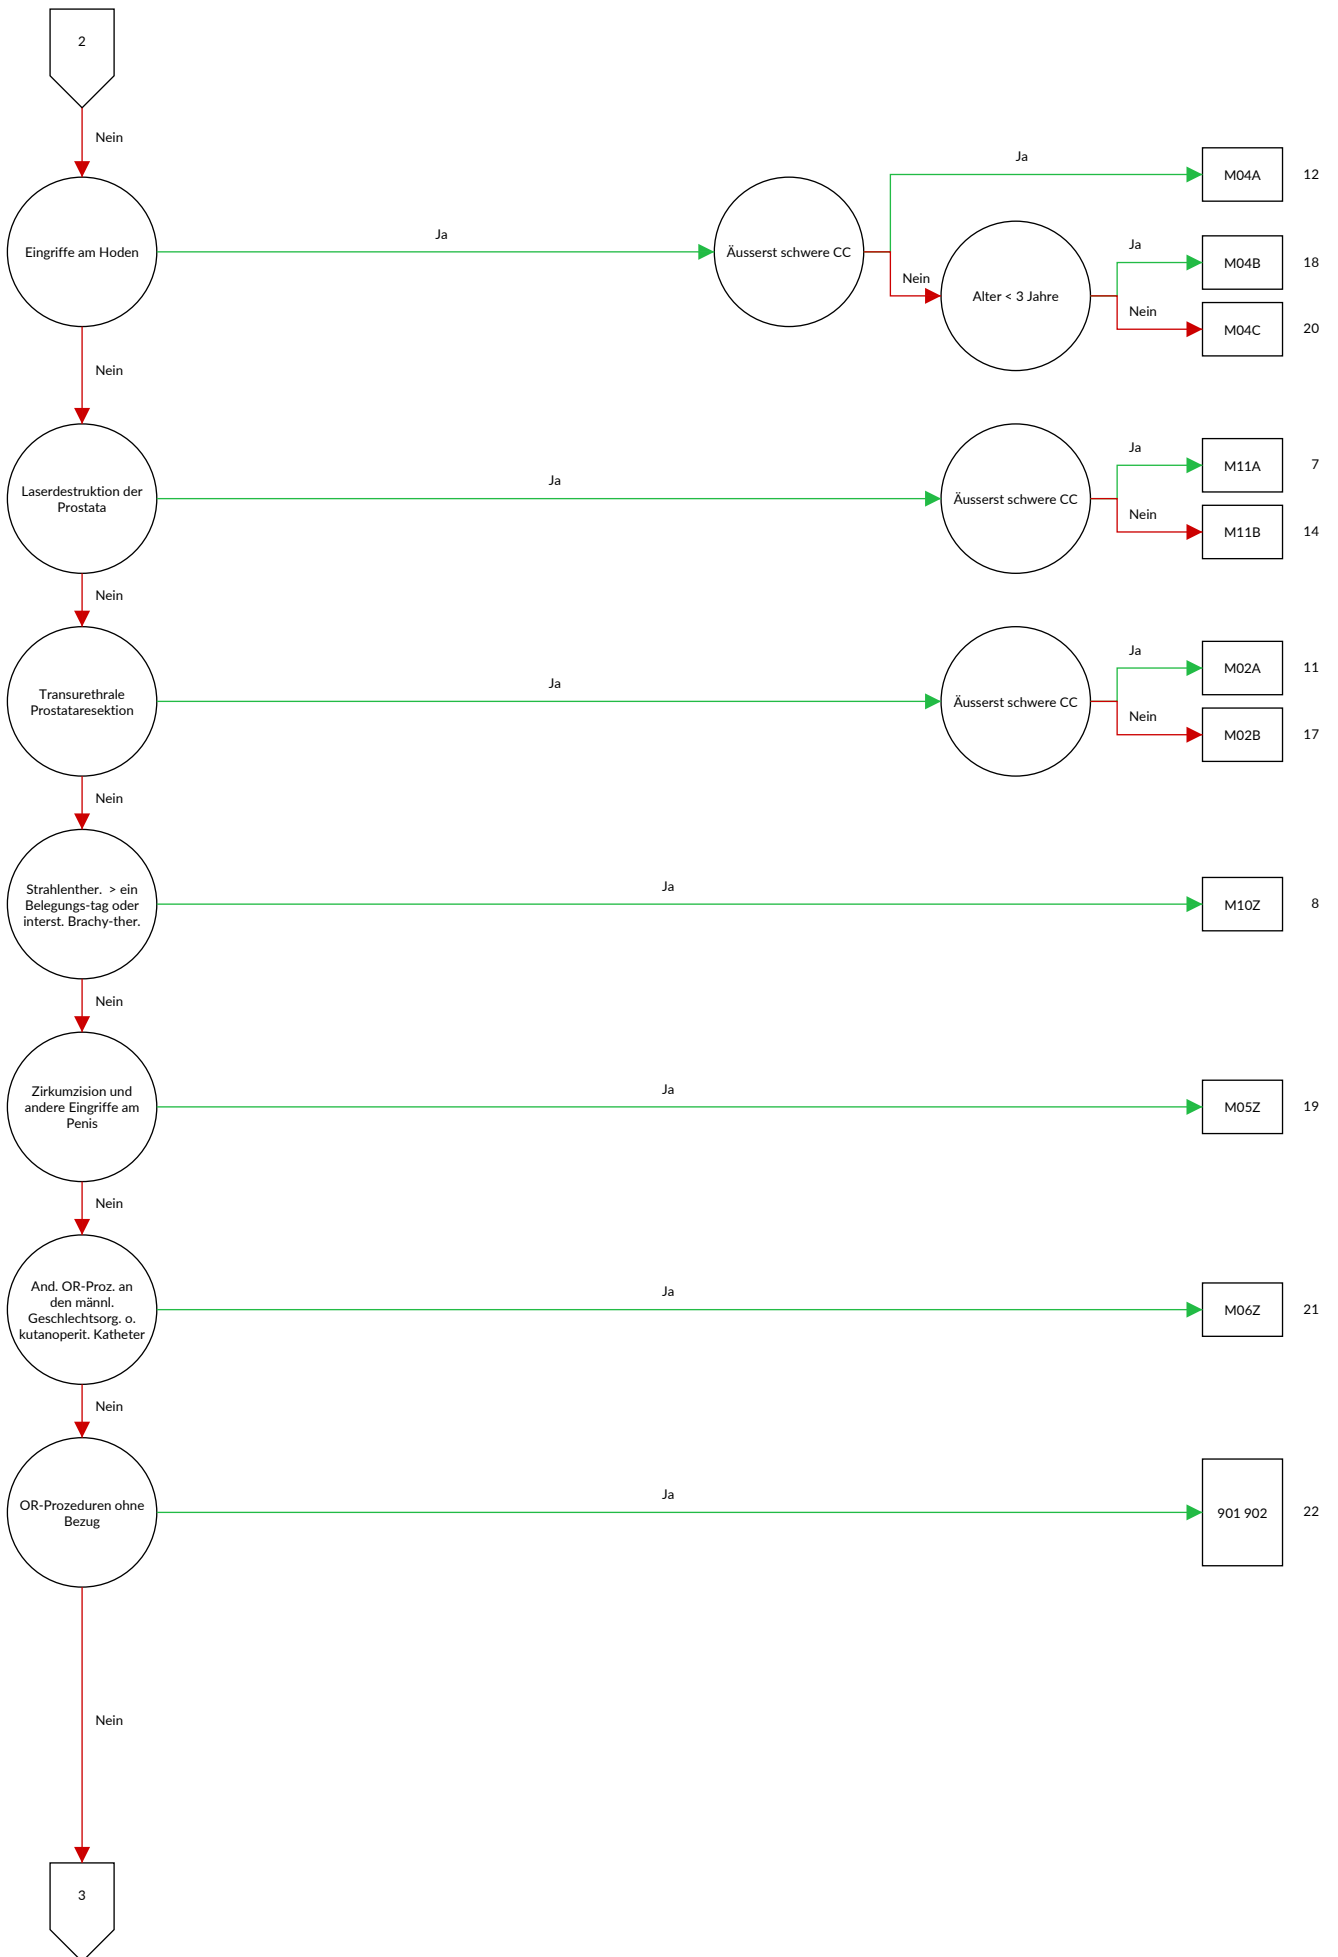 2
Nein
Eingriffe am Hoden
Ja
Äusserst schwere CC
Ja
M04A
12
Nein
Alter < 3 Jahre
Ja
M04B
18
Nein
M04C
20
Nein
Laserdestruktion der
Prostata
Ja
Äusserst schwere CC
Ja
M11A
7
Nein
M11B
14
Nein
Transurethrale
Prostataresektion
Ja
Äusserst schwere CC
Ja
M02A
11
Nein
M02B
17
Nein
Strahlenther. > ein
Belegungs-tag oder
interst. Brachy-ther.
Ja
M10Z
8
Nein
Zirkumzision und
andere Eingriffe am
Penis
Ja
M05Z
19
Nein
And. OR-Proz. an
den männl.
Geschlechtsorg. o.
kutanoperit. Katheter
Ja
M06Z
21
Nein
OR-Prozeduren ohne
Bezug
Ja
901 902
22
Nein
3